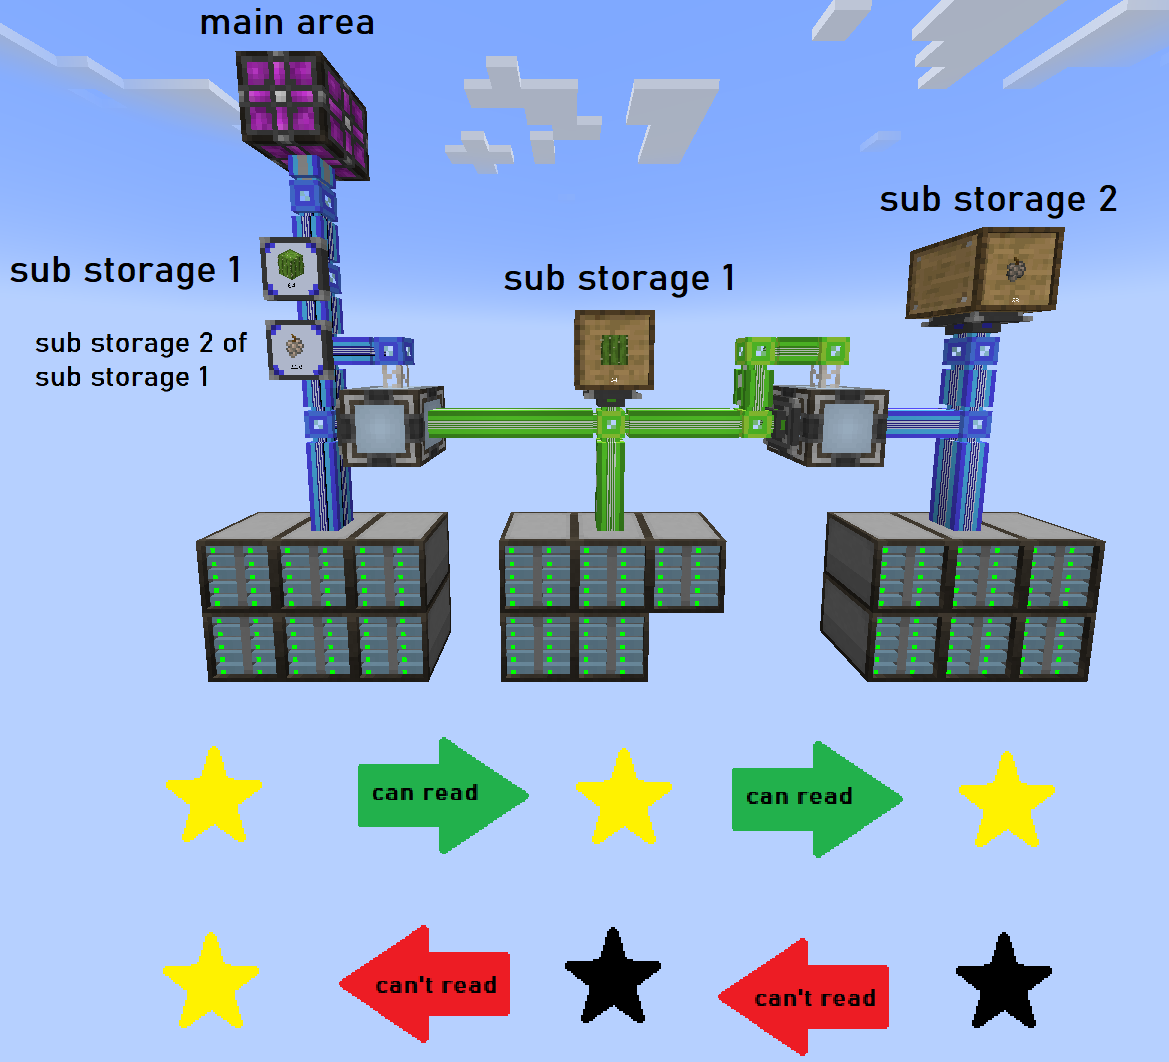 main area
sub storage 2
sub storage 1
sub storage 1
sub storage 2 of
sub storage 1
can read
can read
can't read
can't read